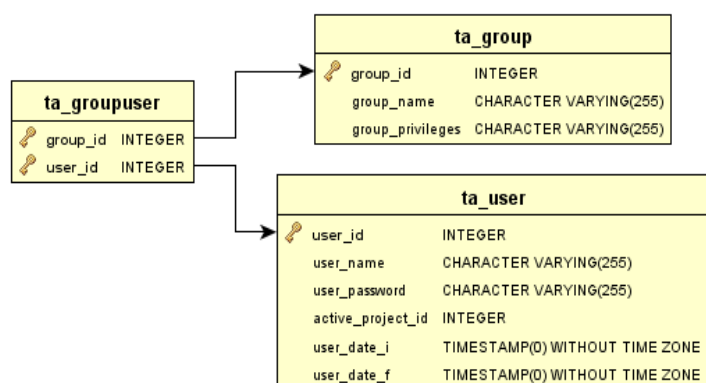 ta_group
group_id INTEGER
group_name CHARACTER VARYING(255)
group_privileges CHARACTER VARYING(255)
ta_groupuser
group_id INTEGER
user_id INTEGER
ta_user
user_id INTEGER
user_name CHARACTER VARYING(255)
user_password CHARACTER VARYING(255)
active_project_id INTEGER
user_date_i TIMESTAMP(0) WITHOUT TIME ZONE
user_date_f TIMESTAMP(0) WITHOUT TIME ZONE